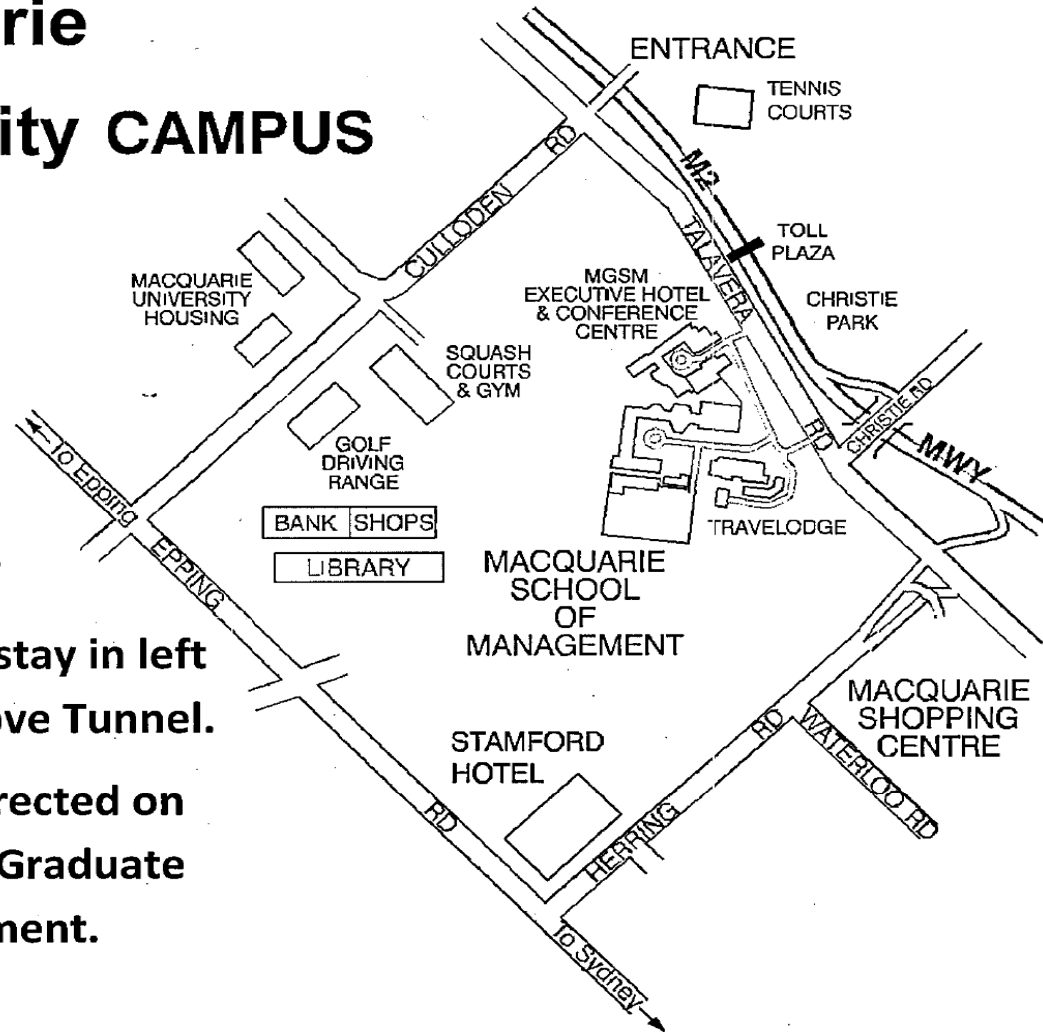 rie
ity CAMPUS
ENTRANCE
TENNIS
COURTS
M2
CULLODEN RD
TALAVERA RD
TOLL
PLAZA
MACQUARIE
UNIVERSITY
HOUSING
MGSM
EXECUTIVE HOTEL
& CONFERENCE
CENTRE
CHRISTIE
PARK
SQUASH
COURTS
& GYM
CHRISTIE RD
MWY
To Epping
GOLF
DRIVING
RANGE
BANK SHOPS
LIBRARY
TRAVELODGE
EPPING RD
MACQUARIE
SCHOOL
OF
MANAGEMENT
stay in left
ove Tunnel.
MACQUARIE
SHOPPING
CENTRE
WATERLOO RD
STAMFORD
HOTEL
HERRING RD
rected on
Graduate
ment.
To Sydney